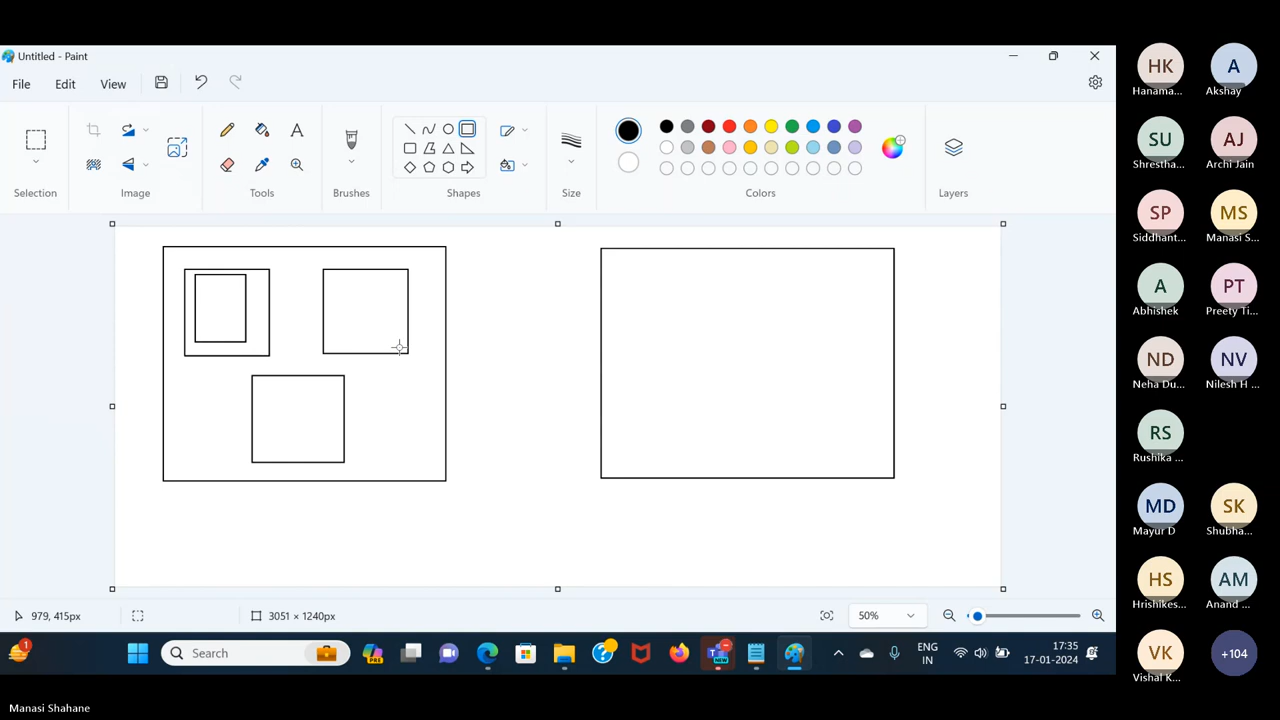 Untitled - Paint
File Edit View
Selection Image Tools Brushes Shapes Size Colors Layers
979, 415px 3051 × 1240px 50%
Search PRE NEW ENG IN 17:35 17-01-2024
1
HK A
Hanama... Akshay
SU AJ
Shrestha... Archi Jain
SP MS
Siddhant... Manasi S...
A PT
Abhishek Preety Ti...
ND NV
Neha Du... Nilesh H ...
RS
Rushika ...
MD SK
Mayur D Shubha...
HS AM
Hrishikes... Anand ...
VK +104
Vishal K...
Manasi Shahane